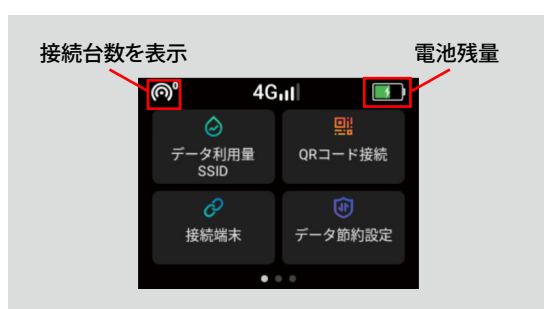 接続台数を表示
電池残量
0
4G
データ利用量
SSID
QRコード接続
接続端末
データ節約設定